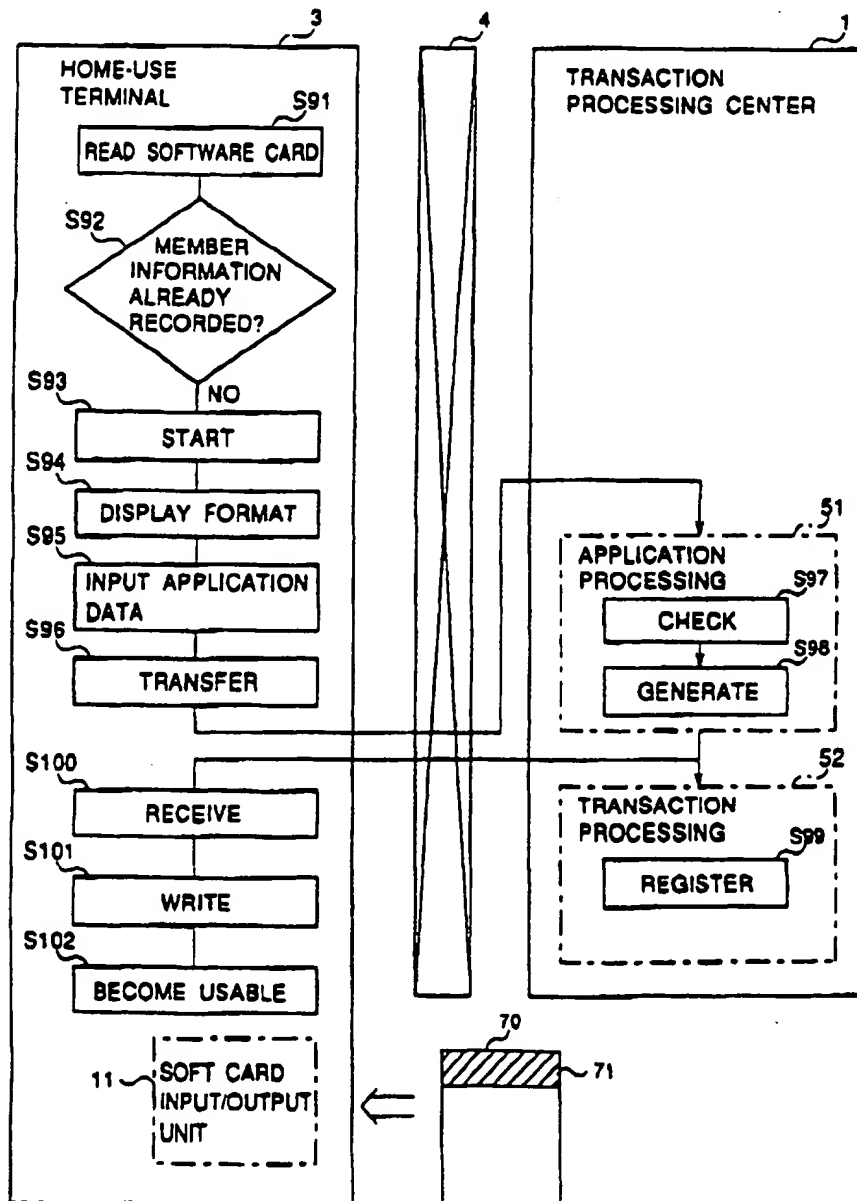 3
4
1
HOME-USE
TERMINAL
TRANSACTION
PROCESSING CENTER
S91
READ SOFTWARE CARD
S92
MEMBER
INFORMATION
ALREADY
RECORDED?
NO
S93
START
S94
DISPLAY FORMAT
S95
INPUT APPLICATION
DATA
S96
TRANSFER
51
APPLICATION
PROCESSING
S97
CHECK
S98
GENERATE
S100
RECEIVE
52
TRANSACTION
PROCESSING
S99
REGISTER
S101
WRITE
S102
BECOME USABLE
70
71
11
SOFT CARD
INPUT/OUTPUT
UNIT